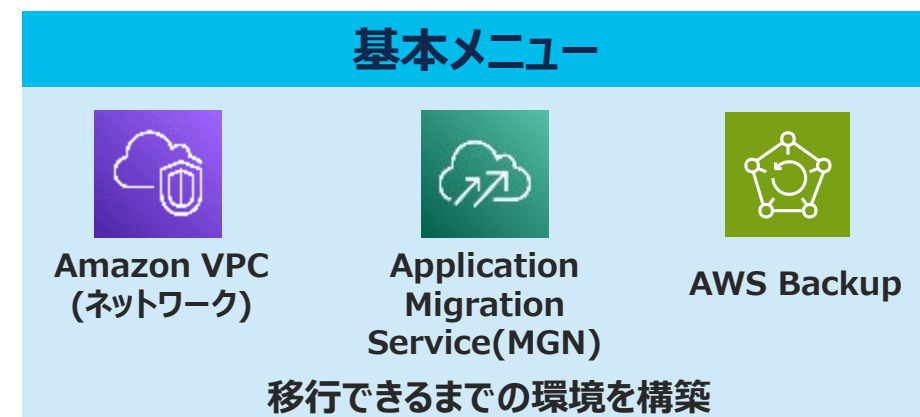 基本メニュー
Amazon VPC
(ネットワーク)
Application
Migration
Service(MGN)
AWS Backup
移行できるまでの環境を構築